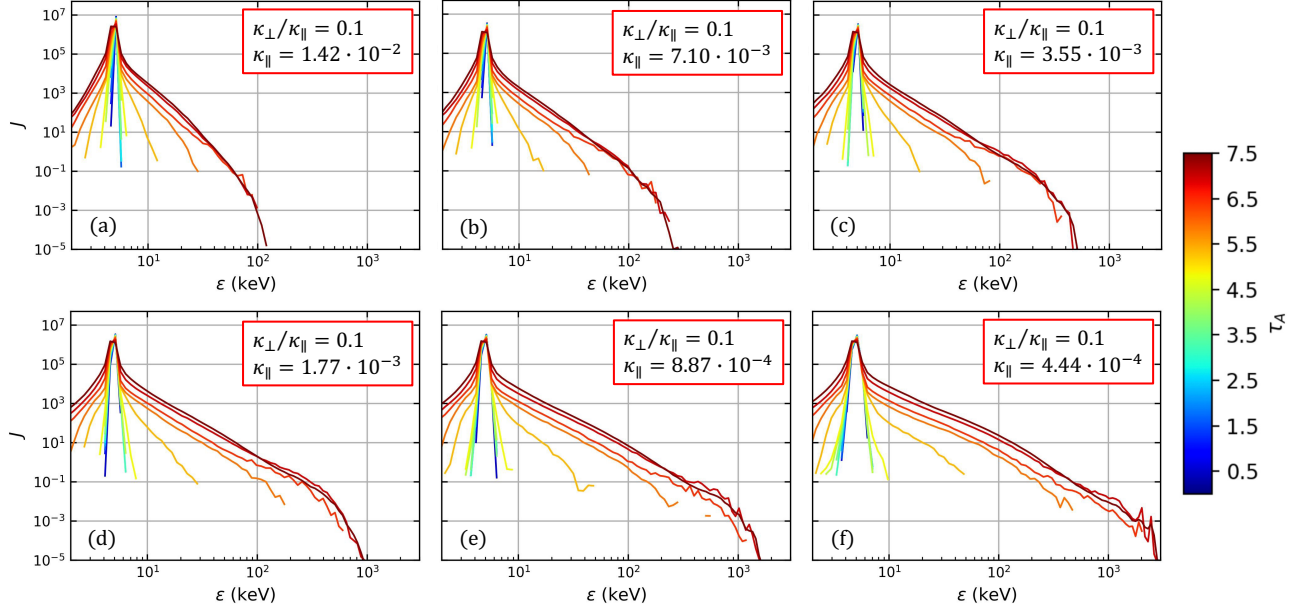 κ⊥/κ∥ = 0.1
κ∥ = 1.42 · 10⁻²
κ⊥/κ∥ = 0.1
κ∥ = 7.10 · 10⁻³
κ⊥/κ∥ = 0.1
κ∥ = 3.55 · 10⁻³
10⁷
10⁵
10³
10¹
10⁻¹
10⁻³
10⁻⁵
J
(a)
(b)
(c)
10¹ 10² 10³
10¹ 10² 10³
10¹ 10² 10³
ε (keV)
ε (keV)
ε (keV)
κ⊥/κ∥ = 0.1
κ∥ = 1.77 · 10⁻³
κ⊥/κ∥ = 0.1
κ∥ = 8.87 · 10⁻⁴
κ⊥/κ∥ = 0.1
κ∥ = 4.44 · 10⁻⁴
10⁷
10⁵
10³
10¹
10⁻¹
10⁻³
10⁻⁵
J
(d)
(e)
(f)
10¹ 10² 10³
10¹ 10² 10³
10¹ 10² 10³
ε (keV)
ε (keV)
ε (keV)
7.5
6.5
5.5
4.5
3.5
2.5
1.5
0.5
τA